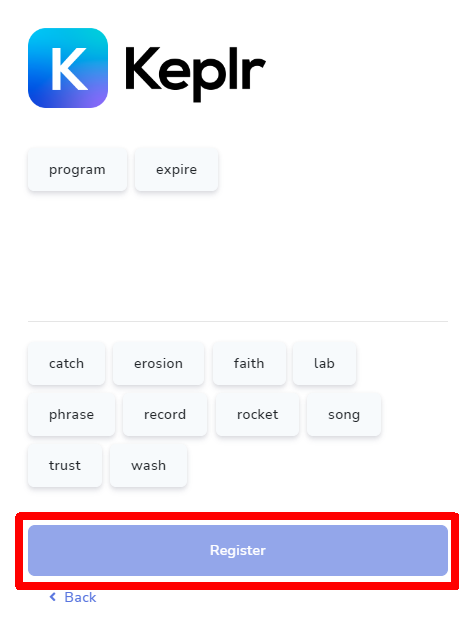 K Keplr
program expire
catch erosion faith lab
phrase record rocket song
trust wash
Register
Back